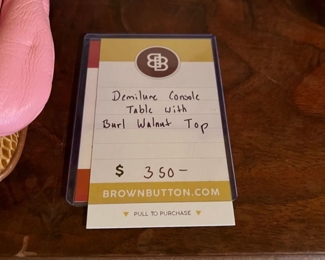 Demilune Console
Table with
Burl Walnut Top
$ 350-
BROWNBUTTON.COM
PULL TO PURCHASE